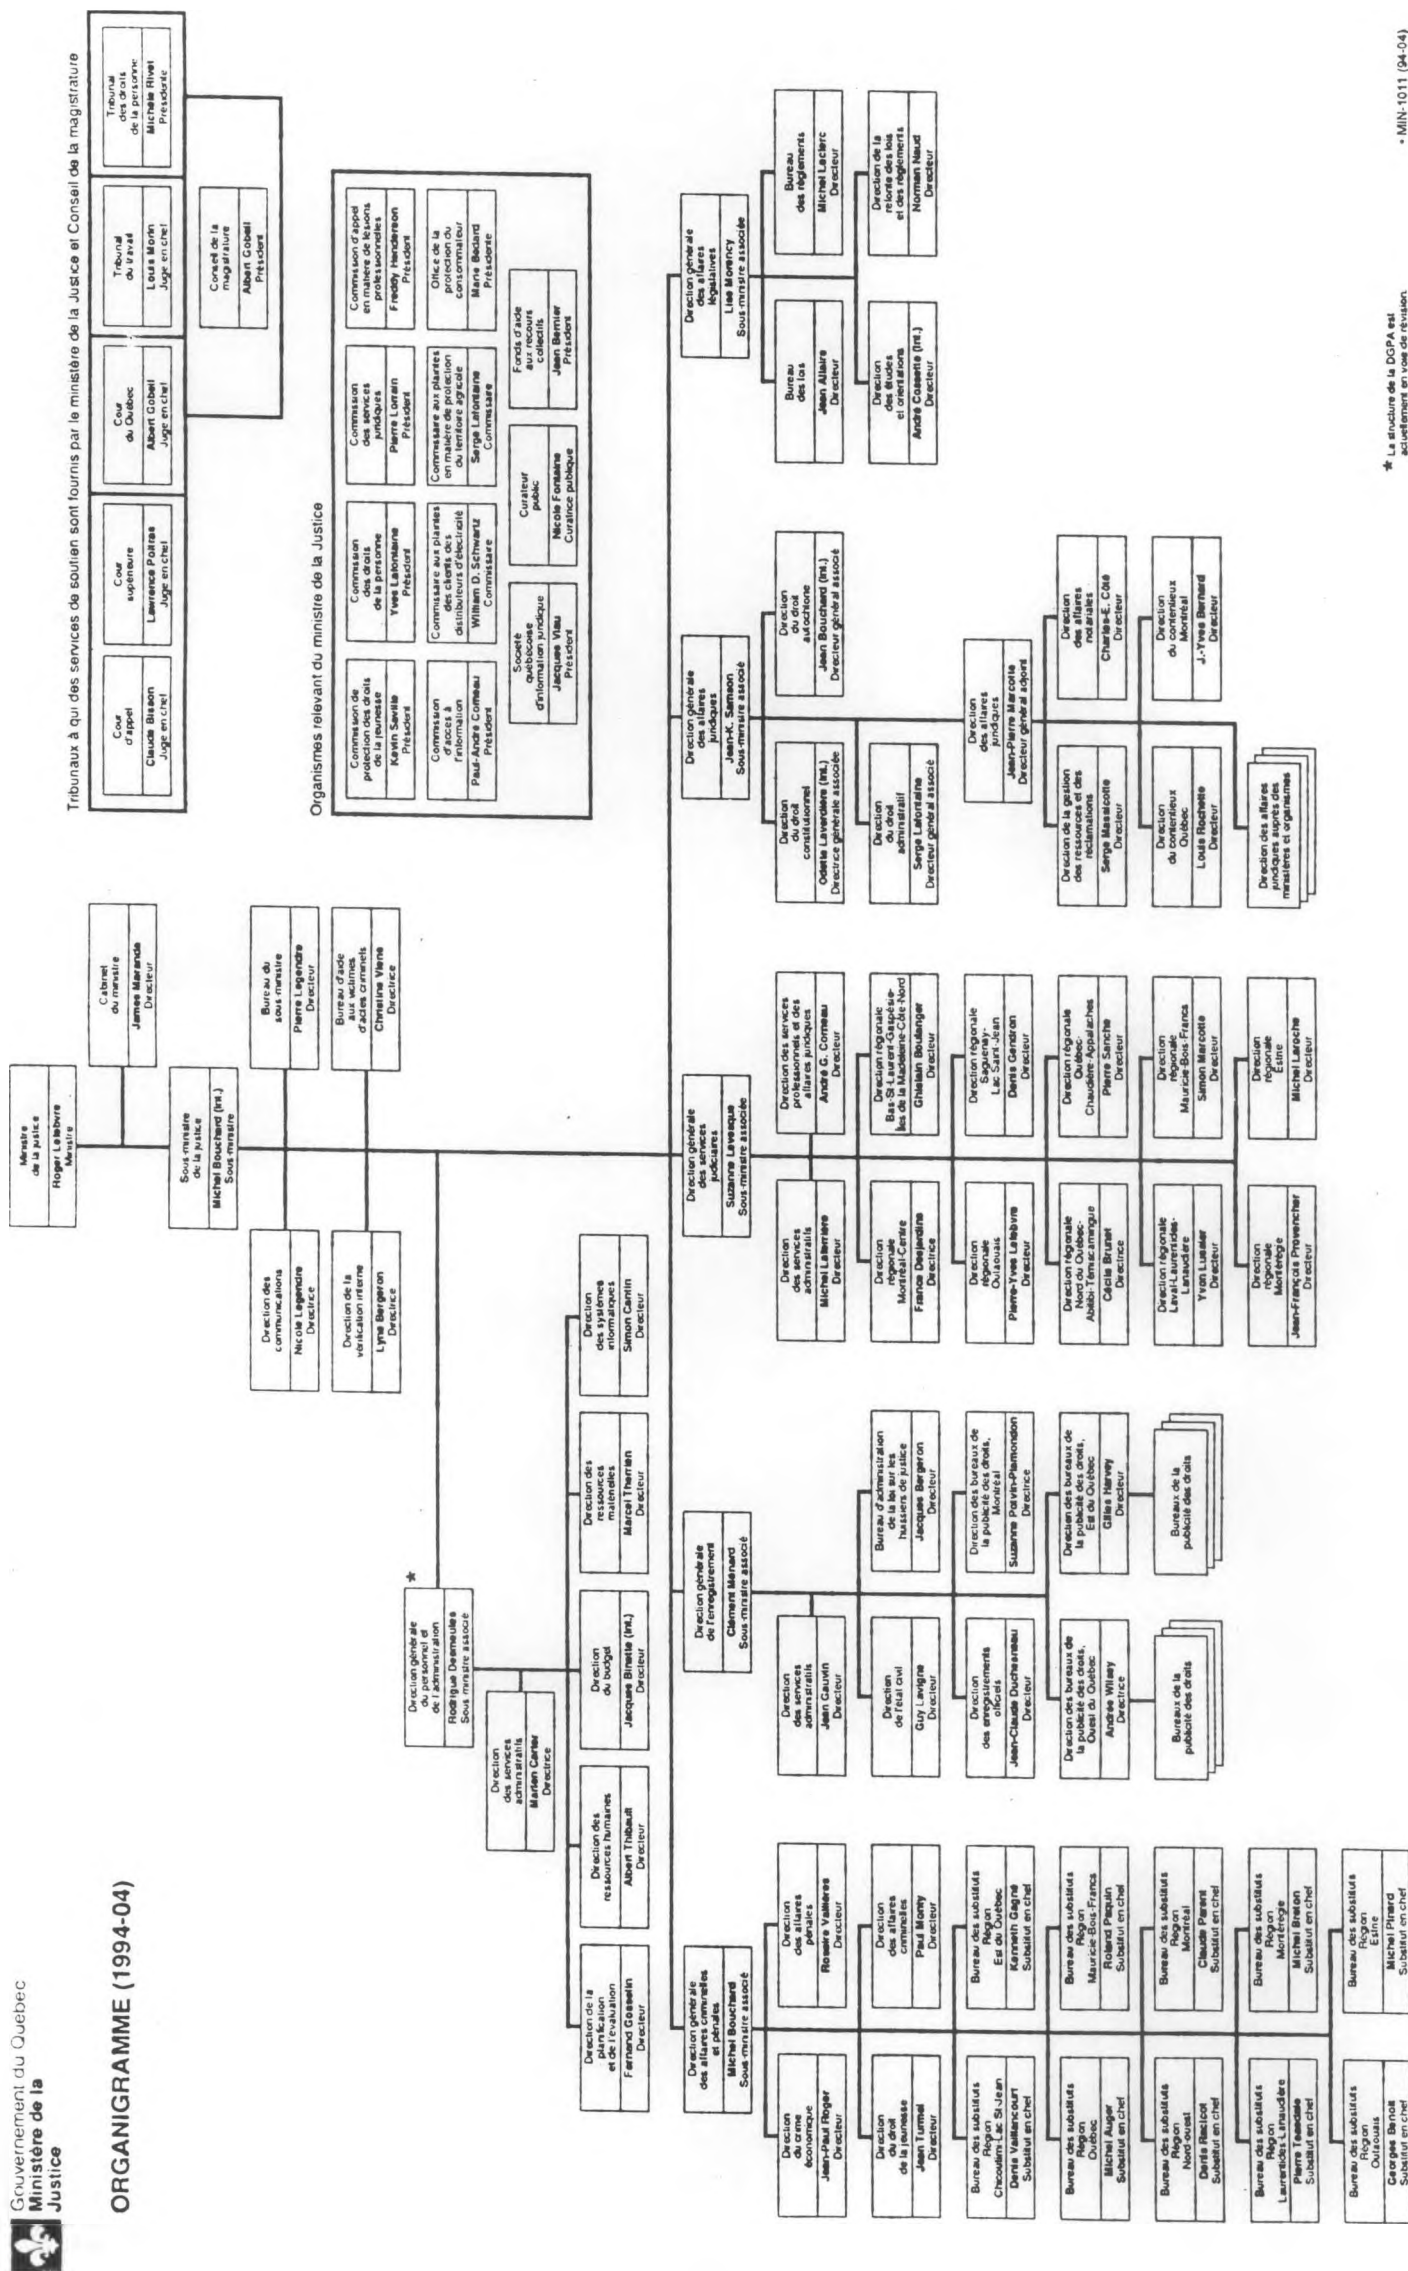 Gouvernement du Québec
Ministère de la
Justice
ORGANIGRAMME (1994-04)
Ministre
de la justice
Roger Lefebvre
Ministre
Cabinet
du ministre
James Maranda
Directeur
Sous-ministre
de la justice
Michel Bouchard (Int.)
Sous-ministre
Direction des
communications
Nicole Legendre
Directrice
Bureau du
sous-ministre
Pierre Legendre
Directeur
Direction de la
vérification interne
Lyne Bergeron
Directrice
Bureau d'aide
aux victimes
d'actes criminels
Christine Viens
Directrice
Tribunaux à qui des services de soutien sont fournis par le ministère de la Justice et Conseil de la magistrature
Cour
d'appel
Claude Bisson
Juge en chef
Cour
supérieure
Lawrence Poitras
Juge en chef
Cour
du Québec
Albert Gobeil
Juge en chef
Tribunal
du travail
Louis Morin
Juge en chef
Tribunal
des droits
de la personne
Michèle Rivet
Présidente
Conseil de la
magistrature
Albert Gobeil
Président
Organismes relevant du ministre de la Justice
Commission de
protection des droits
de la jeunesse
Kevin Saville
Président
Commission
des droits
de la personne
Yves Lafontaine
Président
Commission
des services
juridiques
Pierre Lorrain
Président
Commission d'appel
en matière de lésions
professionnelles
Freddy Henderson
Président
Commission
d'accès à
l'information
Paul-André Comeau
Président
Commissaire aux plaintes
des clients des
distributeurs d'électricité
William D. Schwartz
Commissaire
Commissaire aux plaintes
en matière de protection
du territoire agricole
Serge Lafontaine
Commissaire
Office de la
protection du
consommateur
Marie Bédard
Présidente
Société
québécoise
d'information juridique
Jacques Viau
Président
Curateur
public
Nicole Fontaine
Curatrice publique
Fonds d'aide
aux recours
collectifs
Jean Bernier
Président
Direction générale
du personnel et
de l'administration
Rodrigue Desmeules
Sous ministre associé
★
Direction
des services
administratifs
Marlen Carter
Directrice
Direction de la
planification
et de l'évaluation
Fernand Gosselin
Directeur
Direction des
ressources humaines
Albert Thibault
Directeur
Direction
du budget
Jacques Binette (Int.)
Directeur
Direction des
ressources
matérielles
Marcel Therrien
Directeur
Direction
des systèmes
informatiques
Simon Cantin
Directeur
Direction générale
des affaires criminelles
et pénales
Michel Bouchard
Sous-ministre associé
Direction
du crime
économique
Jean-Paul Roger
Directeur
Direction
des affaires
pénales
Rosaire Vallières
Directeur
Direction
du droit
de la jeunesse
Jean Turmel
Directeur
Direction
des affaires
criminelles
Paul Monty
Directeur
Bureau des substituts
Région
Chicoutimi-Lac St-Jean
Denis Vaillancourt
Substitut en chef
Bureau des substituts
Région
Est du Québec
Kenneth Gagné
Substitut en chef
Bureau des substituts
Région
Québec
Michel Auger
Substitut en chef
Bureau des substituts
Région
Mauricie-Bois-Francs
Roland Paquin
Substitut en chef
Bureau des substituts
Région
Nord-ouest
Denis Racicot
Substitut en chef
Bureau des substituts
Région
Montréal
Claude Parent
Substitut en chef
Bureau des substituts
Région
Laurentides-Lanaudière
Pierre Teasdale
Substitut en chef
Bureau des substituts
Région
Montérégie
Michel Breton
Substitut en chef
Bureau des substituts
Région
Outaouais
Georges Benoît
Substitut en chef
Bureau des substituts
Région
Estrie
Michel Pinard
Substitut en chef
Direction générale
de l'enregistrement
Clément Ménard
Sous-ministre associé
Direction
des services
administratifs
Jean Gauvin
Directeur
Direction
de l'état civil
Guy Lavigne
Directeur
Bureau d'administration
de la loi sur les
huissiers de justice
Jacques Bergeron
Directeur
Direction
des enregistrements
officiels
Jean-Claude Duchesneau
Directeur
Direction des bureaux de
la publicité des droits,
Montréal
Suzanne Potvin-Plamondon
Directrice
Direction des bureaux de
la publicité des droits,
Ouest du Québec
Andrée Wilsey
Directrice
Direction des bureaux de
la publicité des droits,
Est du Québec
Gilles Harvey
Directeur
Bureaux de la
publicité des droits
Bureaux de la
publicité des droits
Direction générale
des services
judiciaires
Suzanne Levesque
Sous-ministre associée
Direction
des services
administratifs
Michel Laferrière
Directeur
Direction des services
professionnels et des
affaires juridiques
André G. Corneau
Directeur
Direction
régionale
Montréal-Centre
France Desjardins
Directrice
Direction régionale
Bas-St-Laurent-Gaspésie-
Îles de la Madeleine-Côte-Nord
Ghislain Boulanger
Directeur
Direction
régionale
Outaouais
Pierre-Yves Lefebvre
Directeur
Direction régionale
Saguenay-
Lac Saint-Jean
Denis Gendron
Directeur
Direction régionale
Nord du Québec-
Abitibi-Témiscamingue
Cécile Brunet
Directrice
Direction régionale
Québec-
Chaudière-Appalaches
Pierre Sanche
Directeur
Direction régionale
Laval-Laurentides-
Lanaudière
Yvon Lussier
Directeur
Direction
régionale
Mauricie-Bois-Francs
Simon Marcotte
Directeur
Direction
régionale
Montérégie
Jean-François Provencher
Directeur
Direction
régionale
Estrie
Michel Laroche
Directeur
Direction générale
des affaires
juridiques
Jean-K. Samson
Sous-ministre associé
Direction
du droit
constitutionnel
Odette Laverdière (Int.)
Directrice générale associée
Direction
du droit
autochtone
Jean Bouchard (Int.)
Directeur général associé
Direction
du droit
administratif
Serge Lafontaine
Directeur général associé
Direction
des affaires
juridiques
Jean-Pierre Marcotte
Directeur général adjoint
Direction de la gestion
des ressources et des
réclamations
Serge Massicotte
Directeur
Direction
des affaires
notariales
Charles-E. Côté
Directeur
Direction
du contentieux
Québec
Louis Rochette
Directeur
Direction
du contentieux
Montréal
J.-Yves Bernard
Directeur
Direction des affaires
juridiques auprès des
ministères et organismes
Direction générale
des affaires
législatives
Lise Morency
Sous-ministre associée
Bureau
des lois
Jean Allaire
Directeur
Bureau
des règlements
Michel Leclerc
Directeur
Direction
des études
et orientations
André Cossette (Int.)
Directeur
Direction de la
refonte des lois
et des règlements
Norman Naud
Directeur
★ La structure de la DGPA est
actuellement en voie de révision.
• MIN-1011 (94-04)